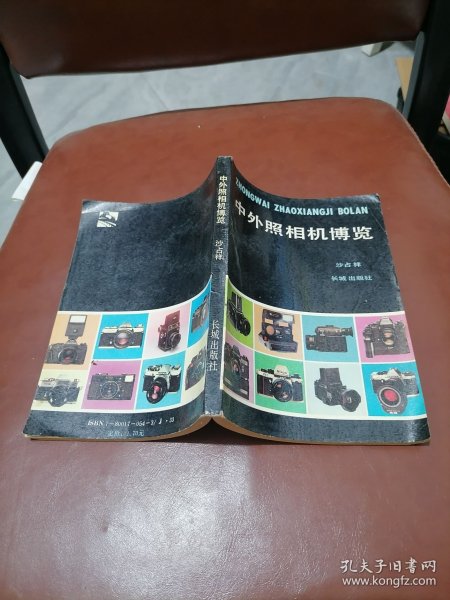 ZHONGWAI ZHAOXIANGJI BOLAN
中外照相机博览
沙占祥
长城出版社
中外照相机博览
沙占祥
长城出版社
孔夫子旧书网
www.kongfz.com